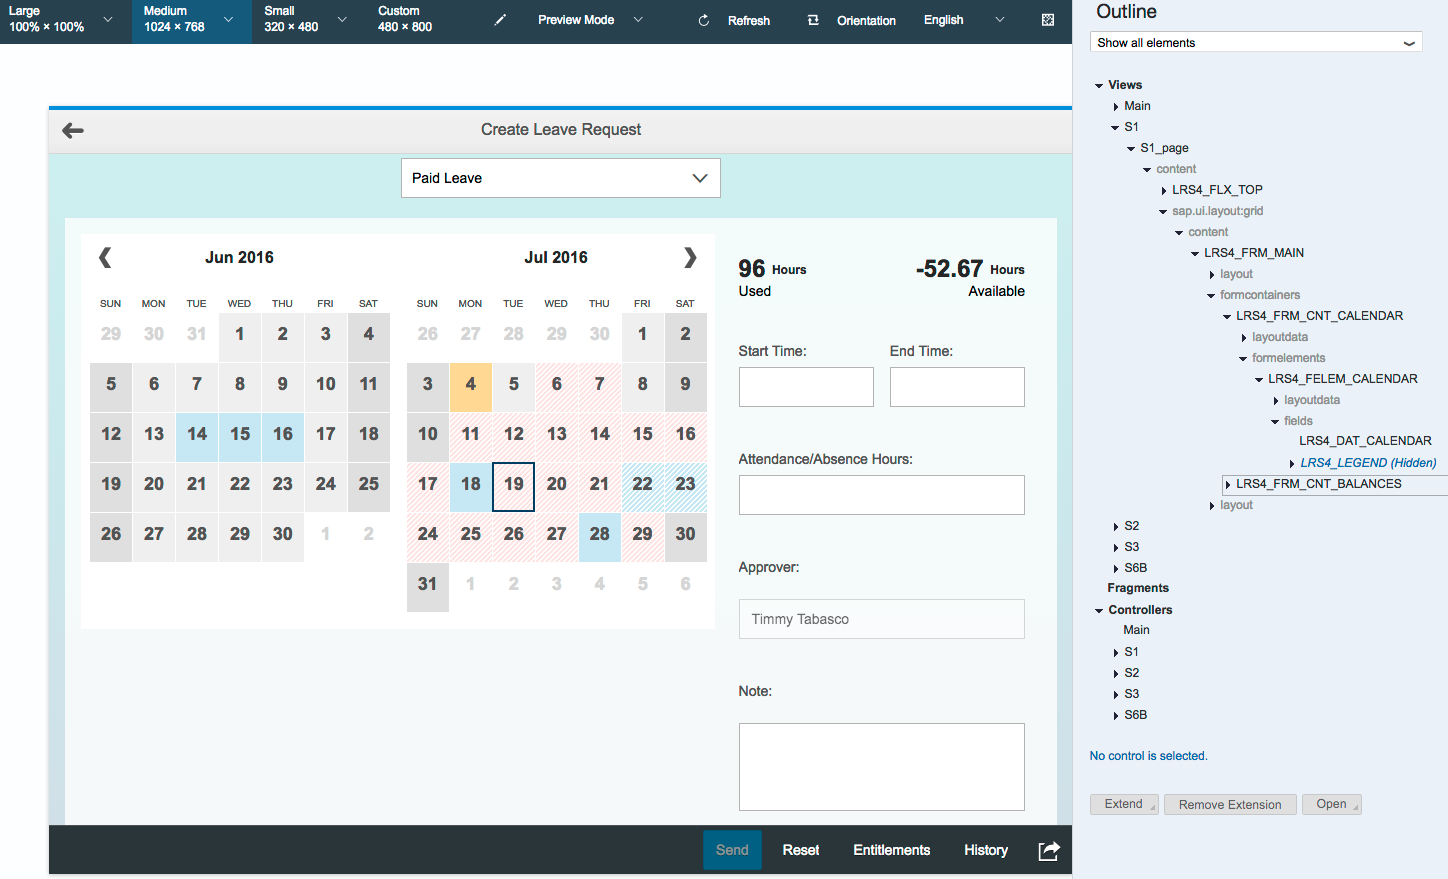 Large
100% × 100%
Medium
1024 × 768
Small
320 × 480
Custom
480 × 800
Preview Mode
Refresh
Orientation
English
Create Leave Request
Paid Leave
Jun 2016
SUN MON TUE WED THU FRI SAT
29 30 31 1 2 3 4
5 6 7 8 9 10 11
12 13 14 15 16 17 18
19 20 21 22 23 24 25
26 27 28 29 30 1 2
Jul 2016
SUN MON TUE WED THU FRI SAT
26 27 28 29 30 1 2
3 4 5 6 7 8 9
10 11 12 13 14 15 16
17 18 19 20 21 22 23
24 25 26 27 28 29 30
31 1 2 3 4 5 6
96 Hours
Used
-52.67 Hours
Available
Start Time:
End Time:
Attendance/Absence Hours:
Approver:
Timmy Tabasco
Note:
Send
Reset
Entitlements
History
Outline
Show all elements
Views
Main
S1
S1_page
content
LRS4_FLX_TOP
sap.ui.layout:grid
content
LRS4_FRM_MAIN
layout
formcontainers
LRS4_FRM_CNT_CALENDAR
layoutdata
formelements
LRS4_FELEM_CALENDAR
layoutdata
fields
LRS4_DAT_CALENDAR
LRS4_LEGEND (Hidden)
LRS4_FRM_CNT_BALANCES
layout
S2
S3
S6B
Fragments
Controllers
Main
S1
S2
S3
S6B
No control is selected.
Extend
Remove Extension
Open